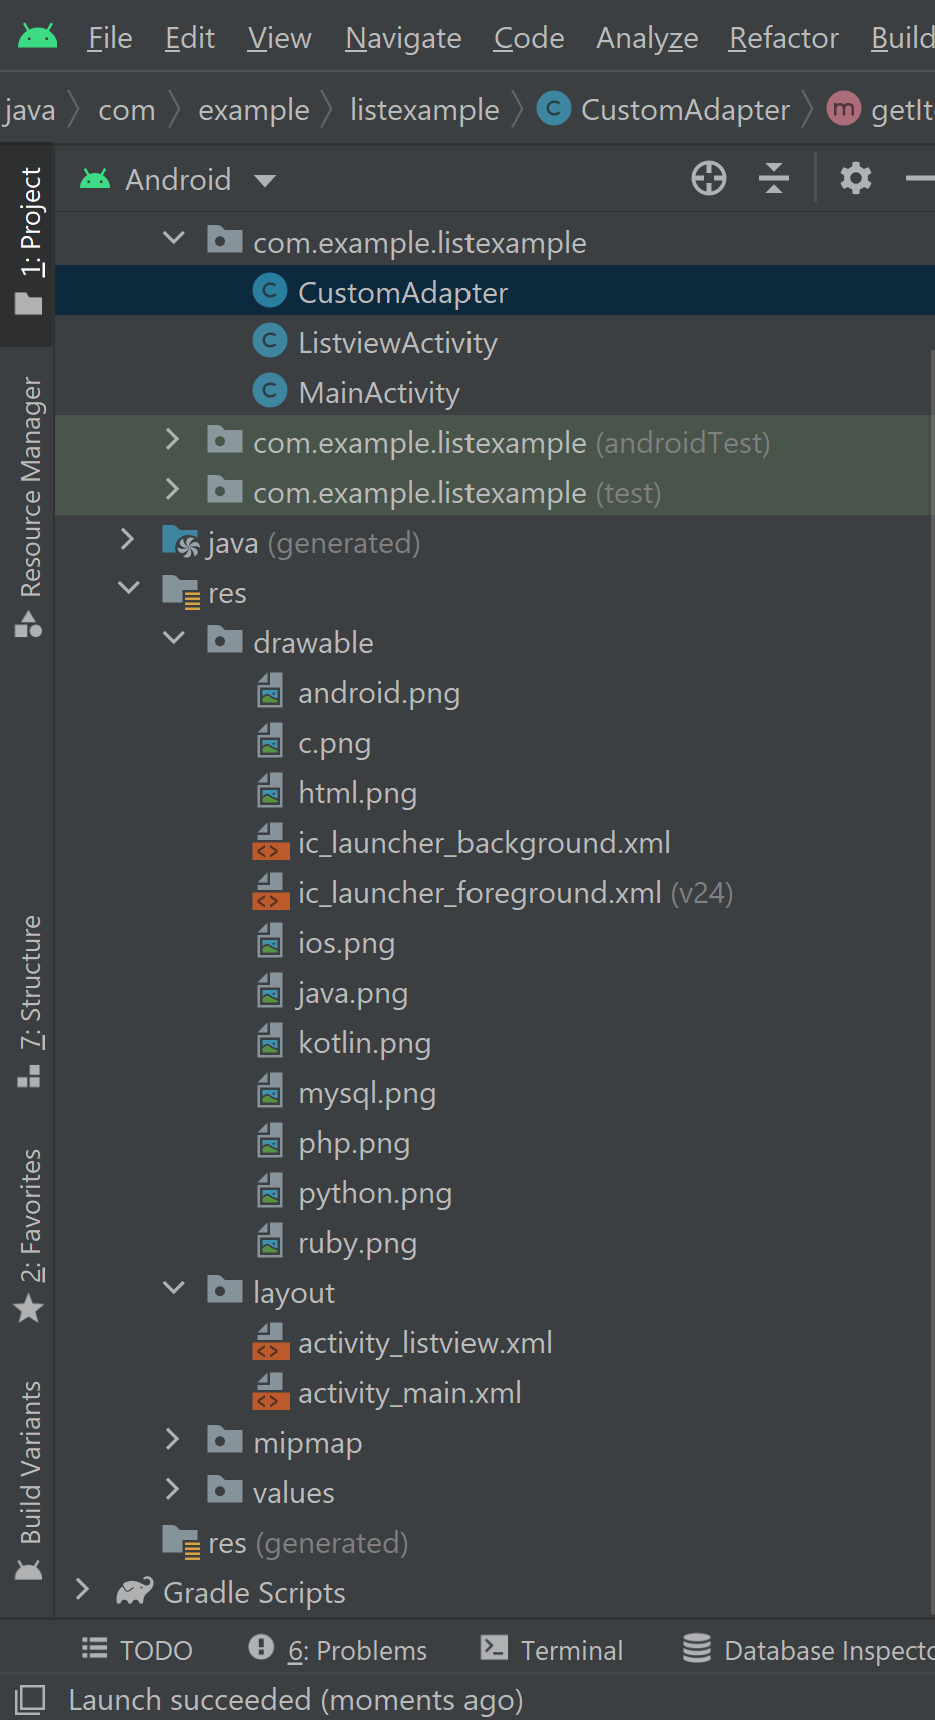 File Edit View Navigate Code Analyze Refactor Build
java com example listexample C CustomAdapter m getIt
Android
1: Project
Resource Manager
7: Structure
2: Favorites
Build Variants
com.example.listexample
C CustomAdapter
C ListviewActivity
C MainActivity
com.example.listexample (androidTest)
com.example.listexample (test)
java (generated)
res
drawable
android.png
c.png
html.png
ic_launcher_background.xml
ic_launcher_foreground.xml (v24)
ios.png
java.png
kotlin.png
mysql.png
php.png
python.png
ruby.png
layout
activity_listview.xml
activity_main.xml
mipmap
values
res (generated)
Gradle Scripts
TODO 6: Problems Terminal Database Inspecto
Launch succeeded (moments ago)